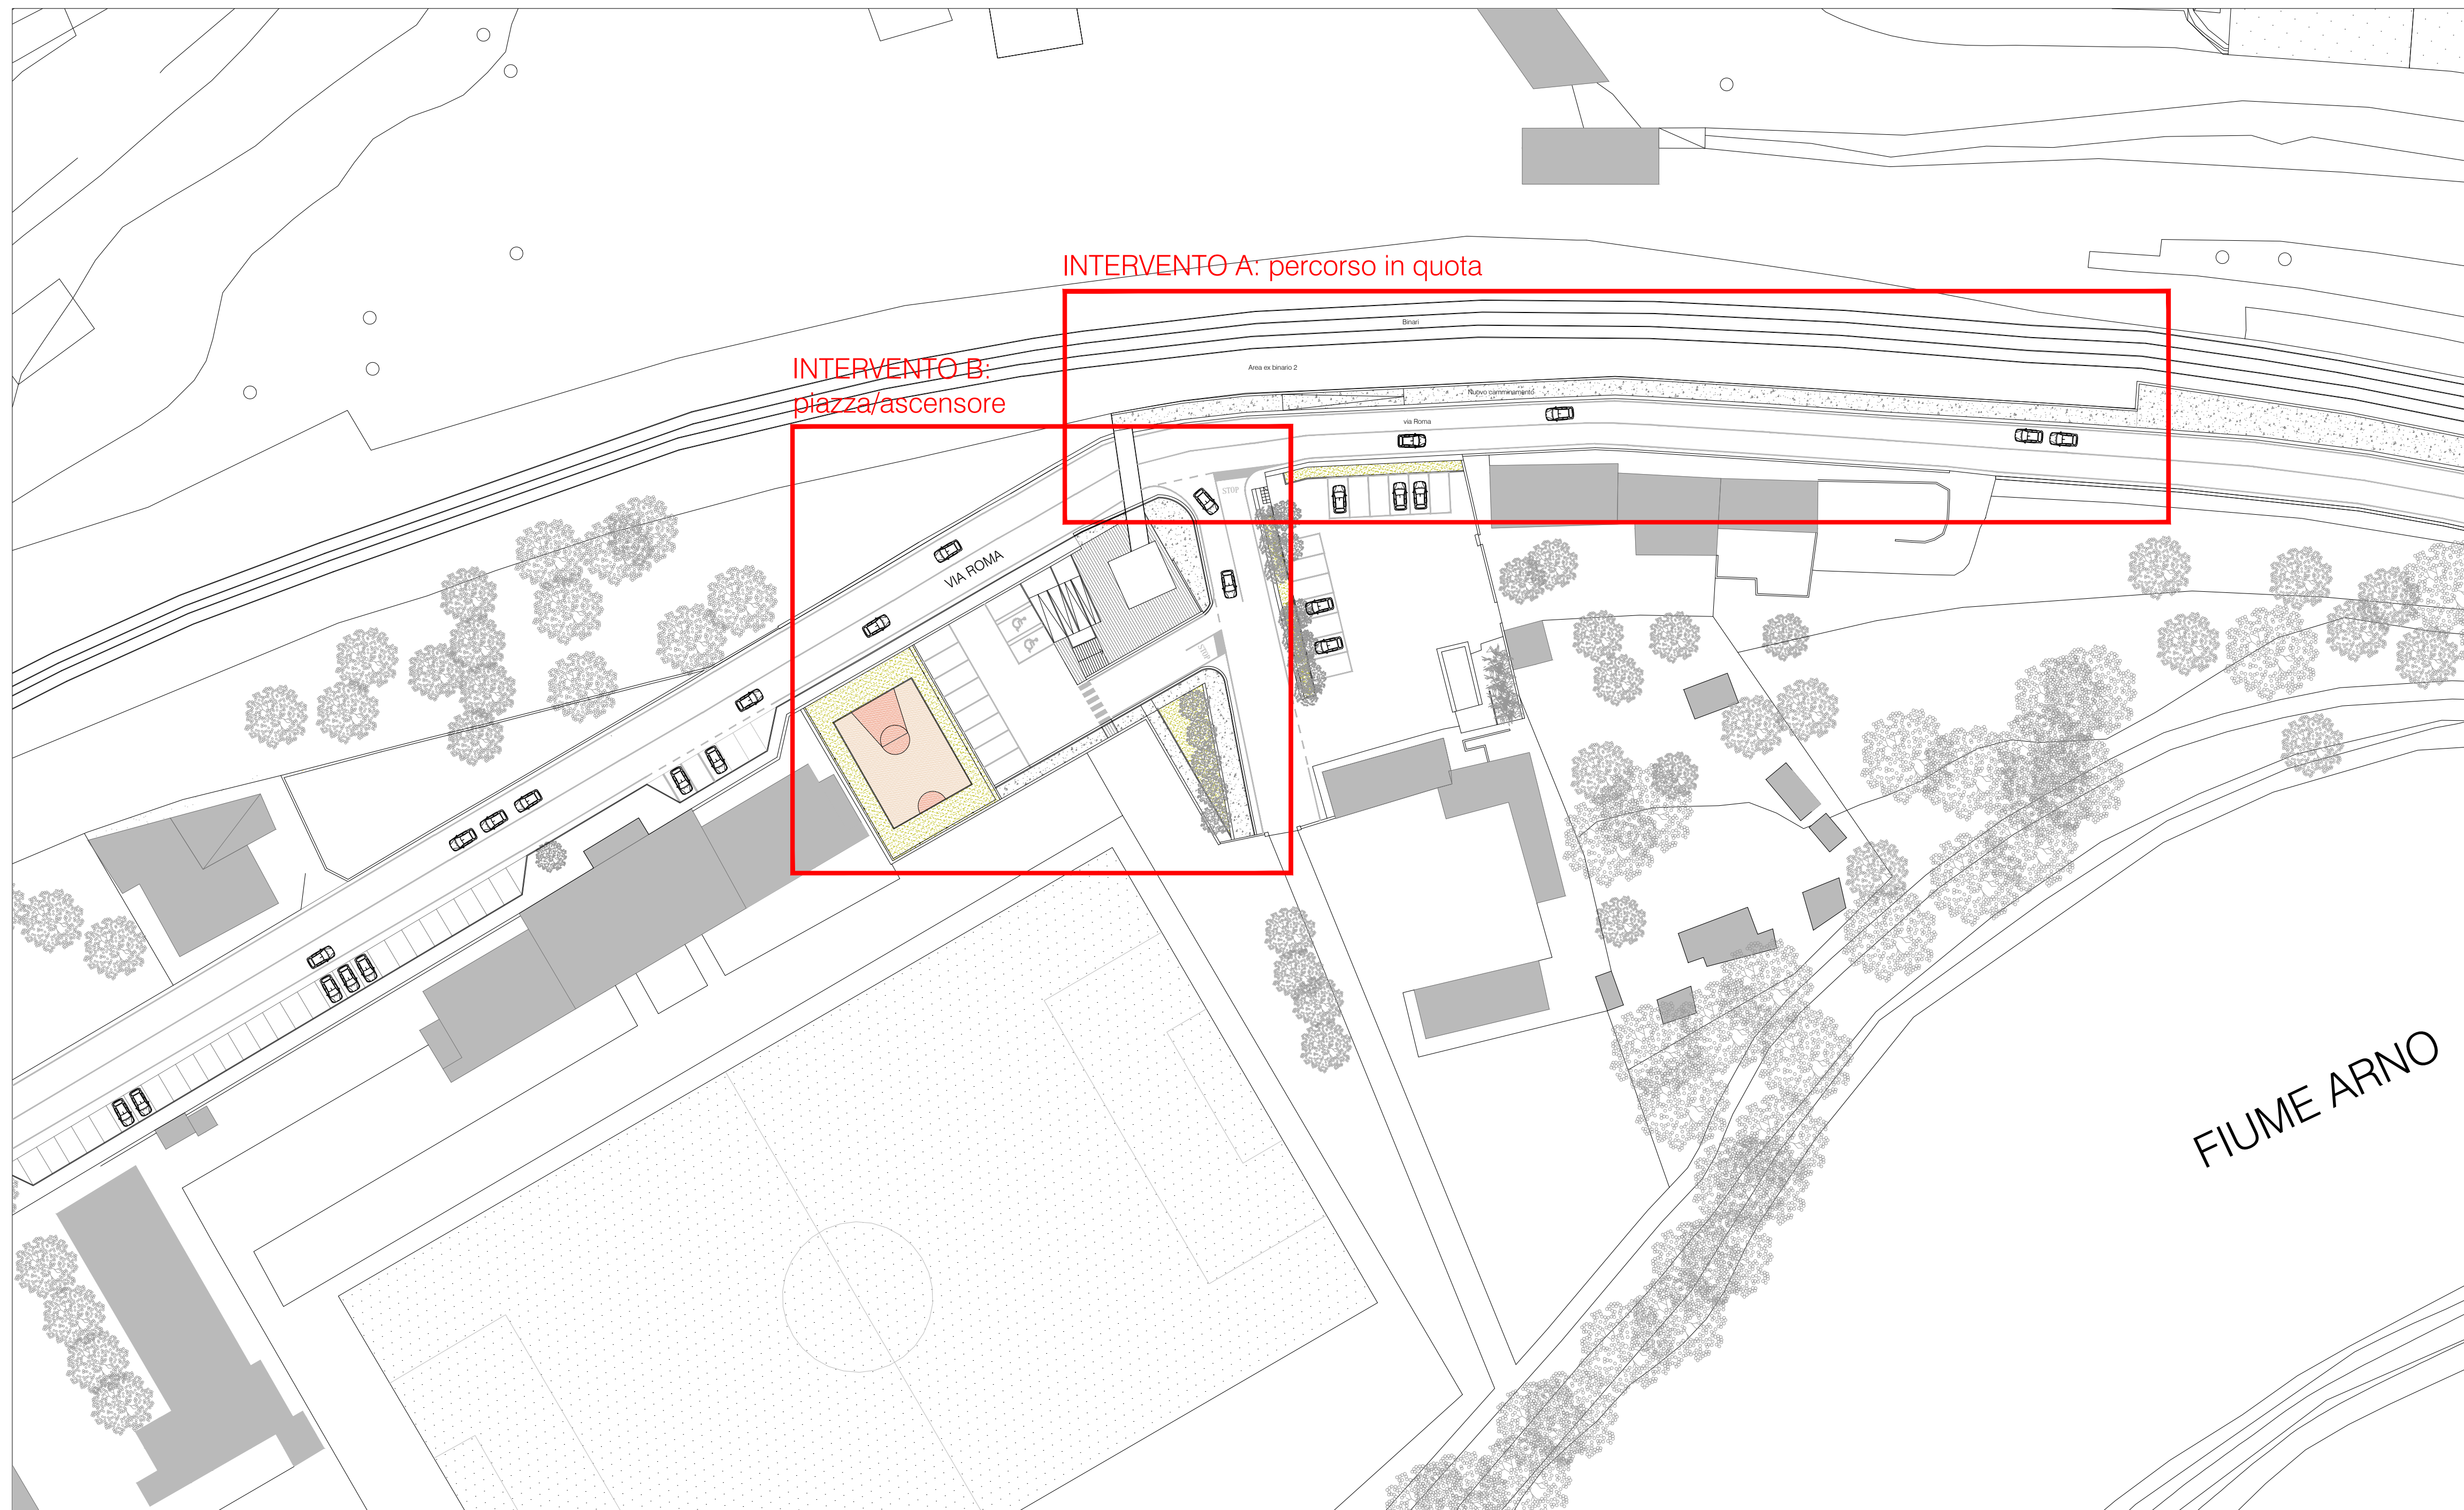 INTERVENTO A: percorso in quota
Binari
INTERVENTO B:
piazza/ascensore
Area ex binario 2
Nuovo camminamento
via Roma
STOP
VIA ROMA
STOP
FIUME ARNO